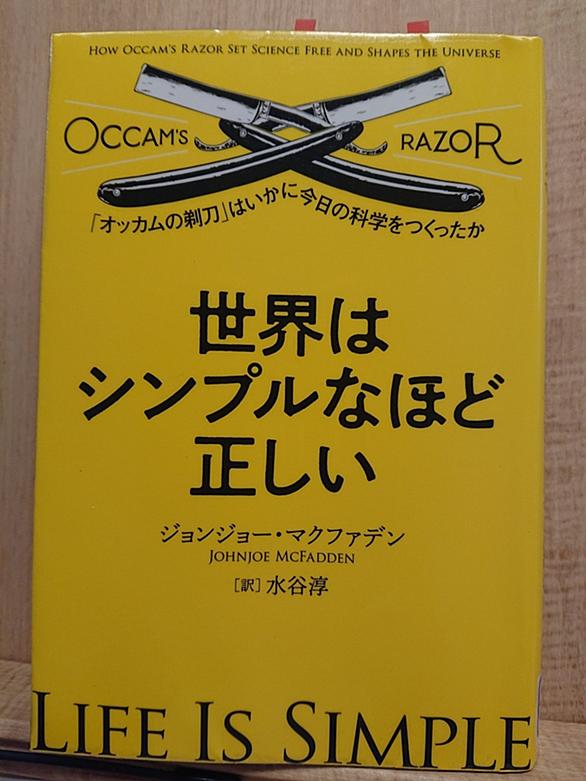 HOW OCCAM'S RAZOR SET SCIENCE FREE AND SHAPES THE UNIVERSE
OCCAM'S RAZOR
「オッカムの剃刀」はいかに今日の科学をつくったか
世界は
シンプルなほど
正しい
ジョンジョー・マクファデン
JOHNJOE MCFADDEN
[訳]水谷淳
LIFE IS SIMPLE